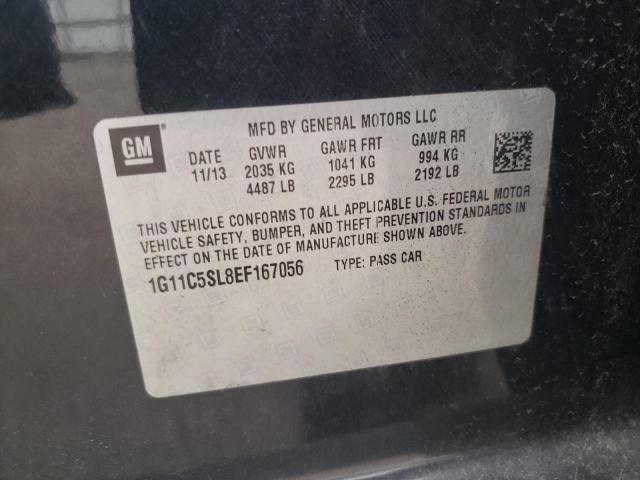 GM
MFD BY GENERAL MOTORS LLC
DATE GVWR GAWR FRT GAWR RR
11/13 2035 KG 1041 KG 994 KG
4487 LB 2295 LB 2192 LB
THIS VEHICLE CONFORMS TO ALL APPLICABLE U.S. FEDERAL MOTOR
VEHICLE SAFETY, BUMPER, AND THEFT PREVENTION STANDARDS IN
EFFECT ON THE DATE OF MANUFACTURE SHOWN ABOVE.
1G11C5SL8EF167056 TYPE: PASS CAR